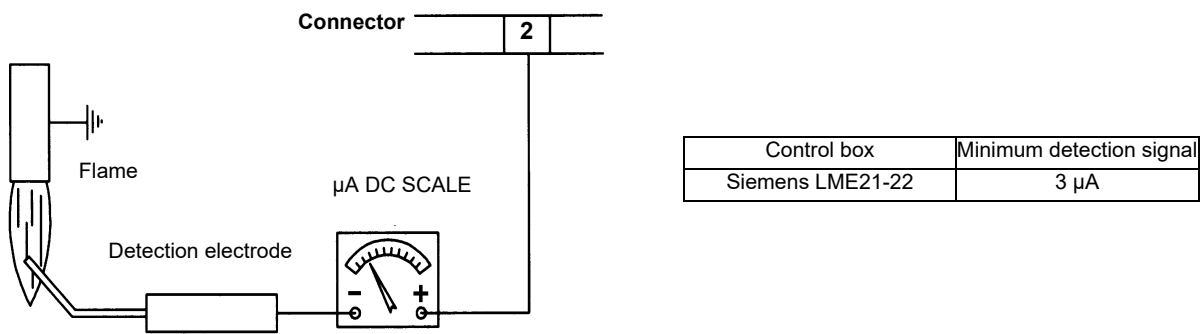 Connector
2
Flame
µA DC SCALE
Detection electrode
- +
Control box Minimum detection signal
Siemens LME21-22 3 µA